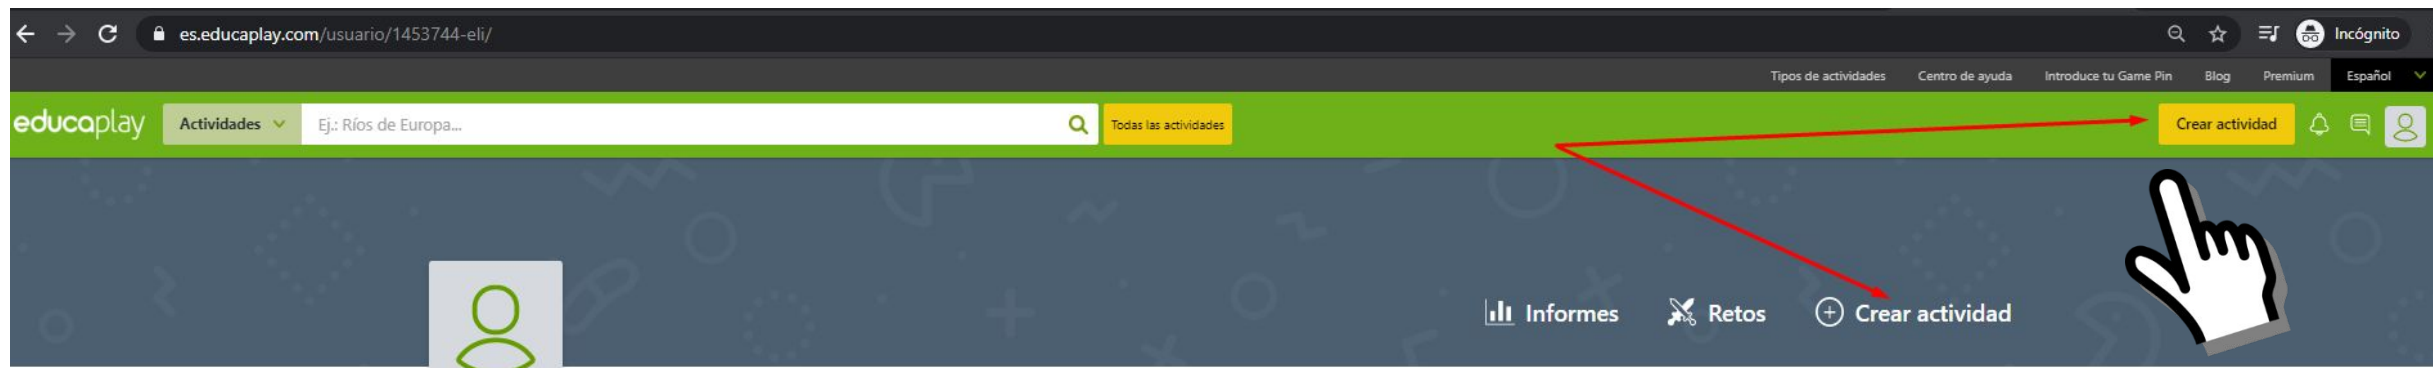 es.educaplay.com/usuario/1453744-eli/ Incógnito
Tipos de actividades Centro de ayuda Introduce tu Game Pin Blog Premium Español
educaplay Actividades Ej.: Ríos de Europa... Todas las actividades Crear actividad
Informes Retos Crear actividad